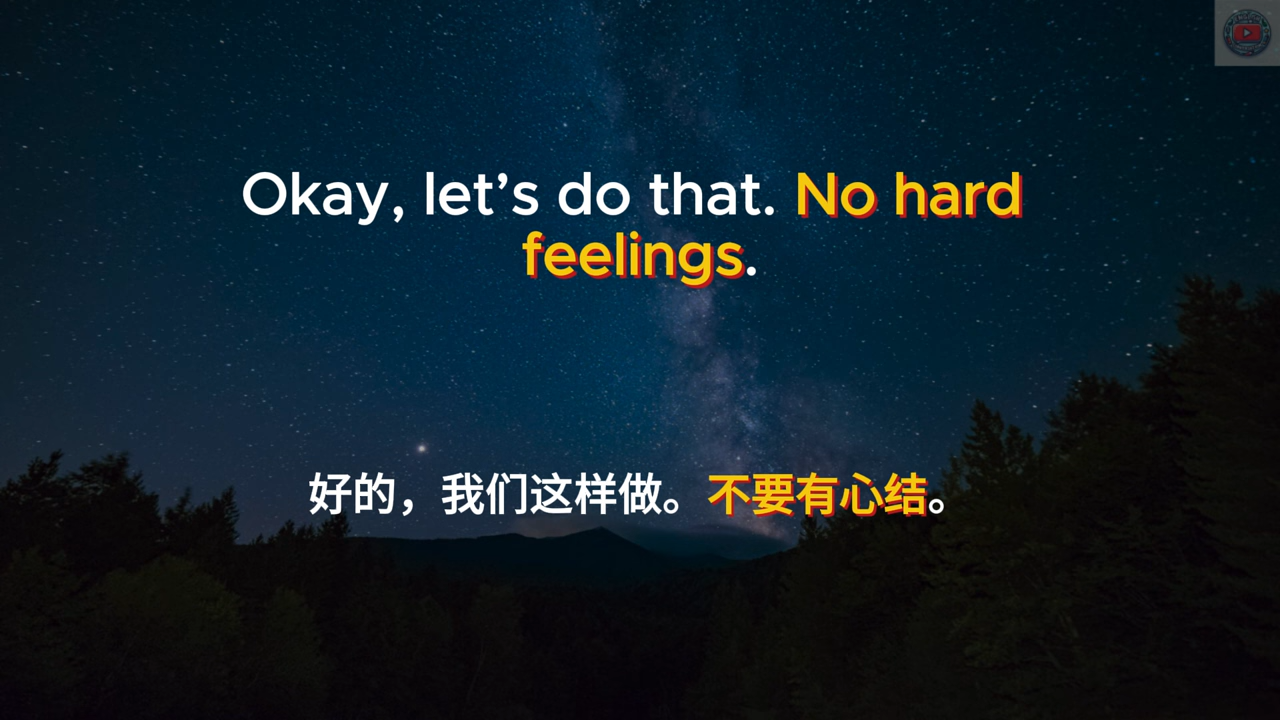 Okay, let’s do that. No hard
feelings.
好的，我们这样做。不要有心结。